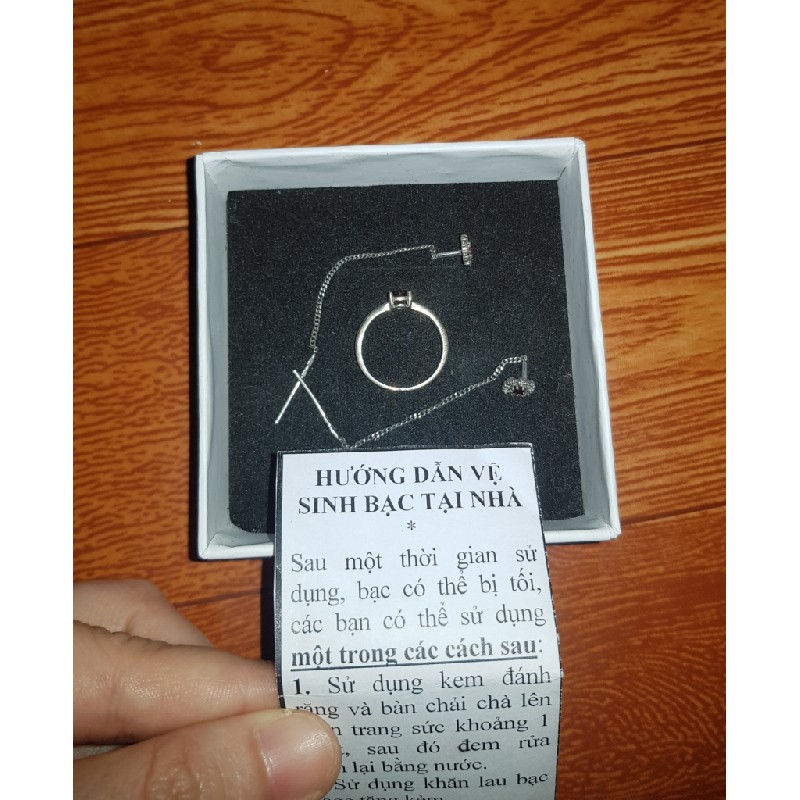 HƯỚNG DẪN VỆ
SINH BẠC TẠI NHÀ
*
Sau một thời gian sử
dụng, bạc có thể bị tối,
các bạn có thể sử dụng
một trong các cách sau:
1. Sử dụng kem đánh
răng và bàn chải chà lên
trang sức khoảng 1
sau đó đem rửa
lại bằng nước.
Sử dụng khăn lau bạc